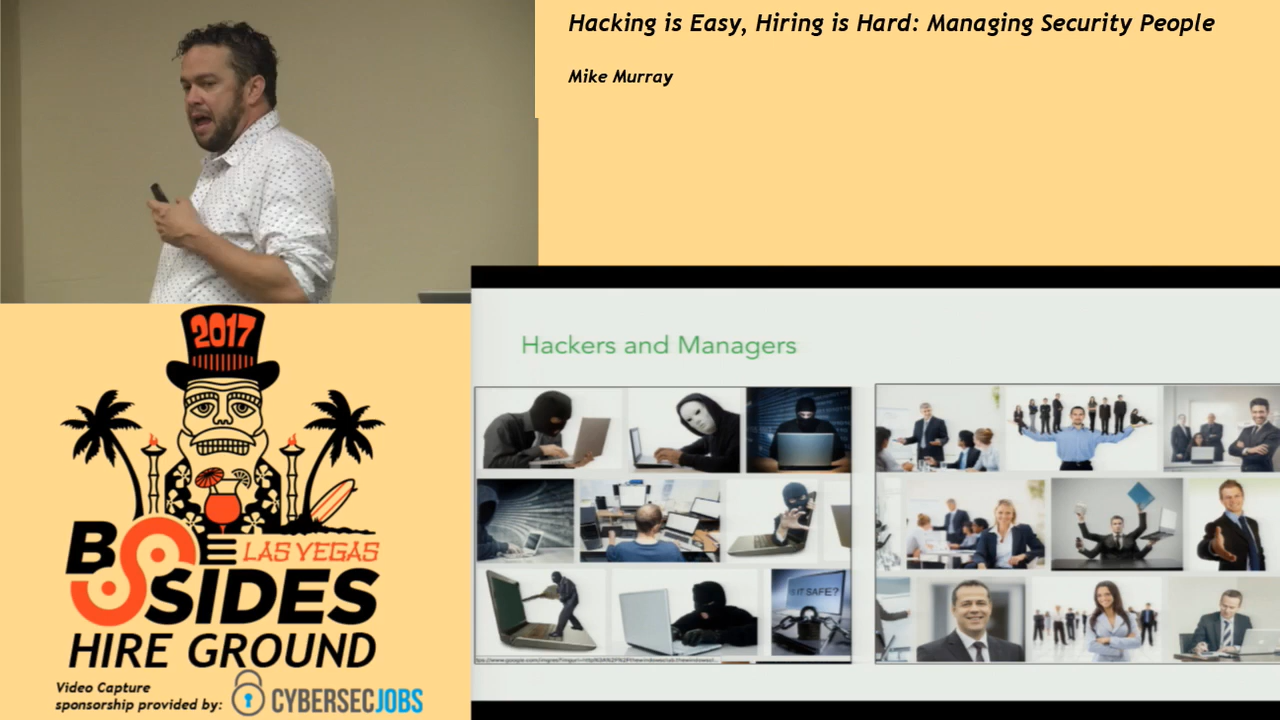 Hacking is Easy, Hiring is Hard: Managing Security People
Mike Murray
Hackers and Managers
IS IT SAFE?
2017
BSIDES
LAS VEGAS
HIRE GROUND
Video Capture
sponsorship provided by:
CYBERSECJOBS